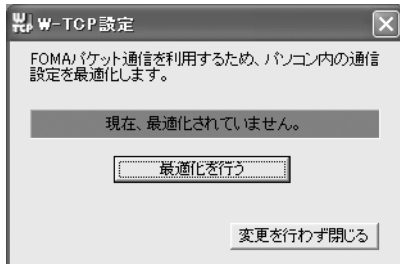 W-TCP設定
FOMAパケット通信を利用するため、パソコン内の通信
設定を最適化します。
現在、最適化されていません。
最適化を行う
変更を行わず閉じる